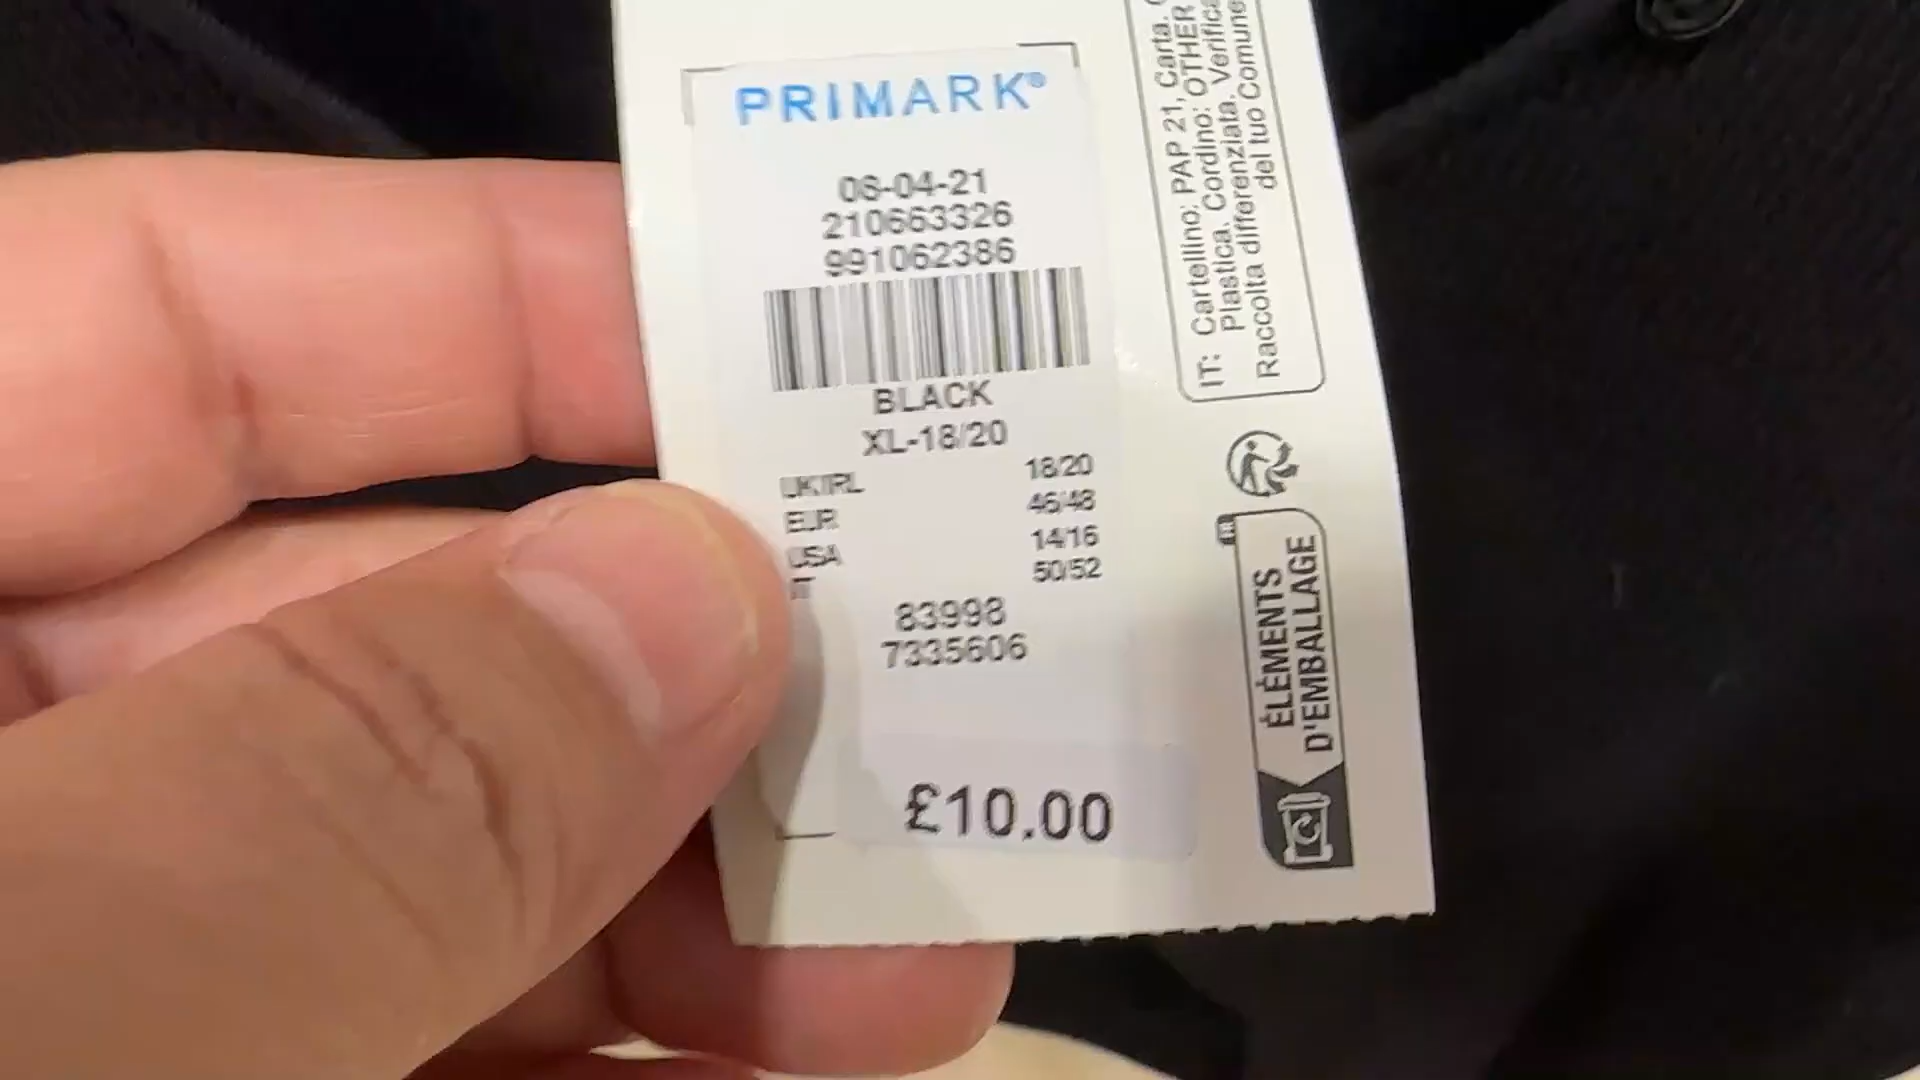 PRIMARK®
06-04-21
210663326
991062386
BLACK
XL-18/20
UK/IRL 18/20
EUR 46/48
USA 14/16
IT 50/52
83998
7335606
£10.00
IT: Cartellino: PAP 21, Carta.
Plastica. Cordino: OTHER
Raccolta differenziata. Verifica
del tuo Comune
FR
ÉLÉMENTS
D'EMBALLAGE